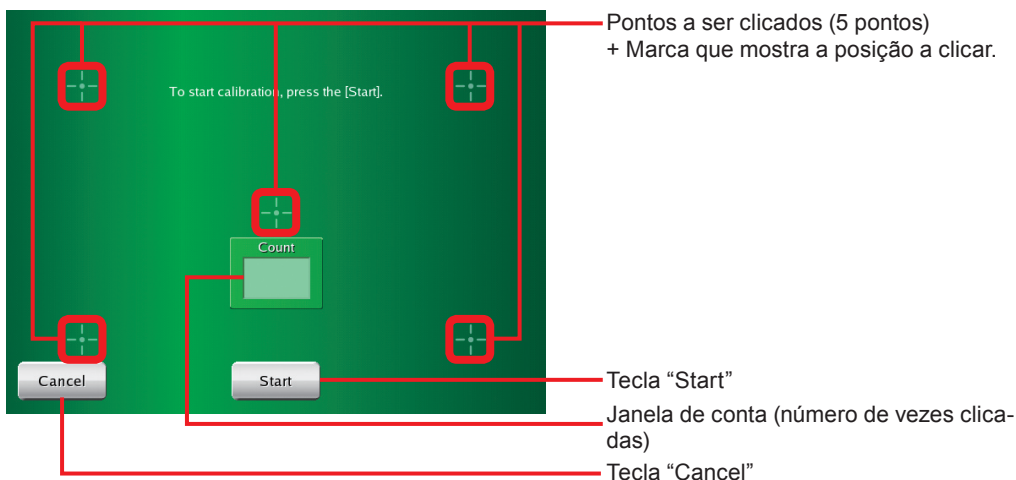 Pontos a ser clicados (5 pontos)
+ Marca que mostra a posição a clicar.
To start calibration, press the [Start].
Count
Cancel
Start
Tecla “Start”
Janela de conta (número de vezes clica-
das)
Tecla “Cancel”